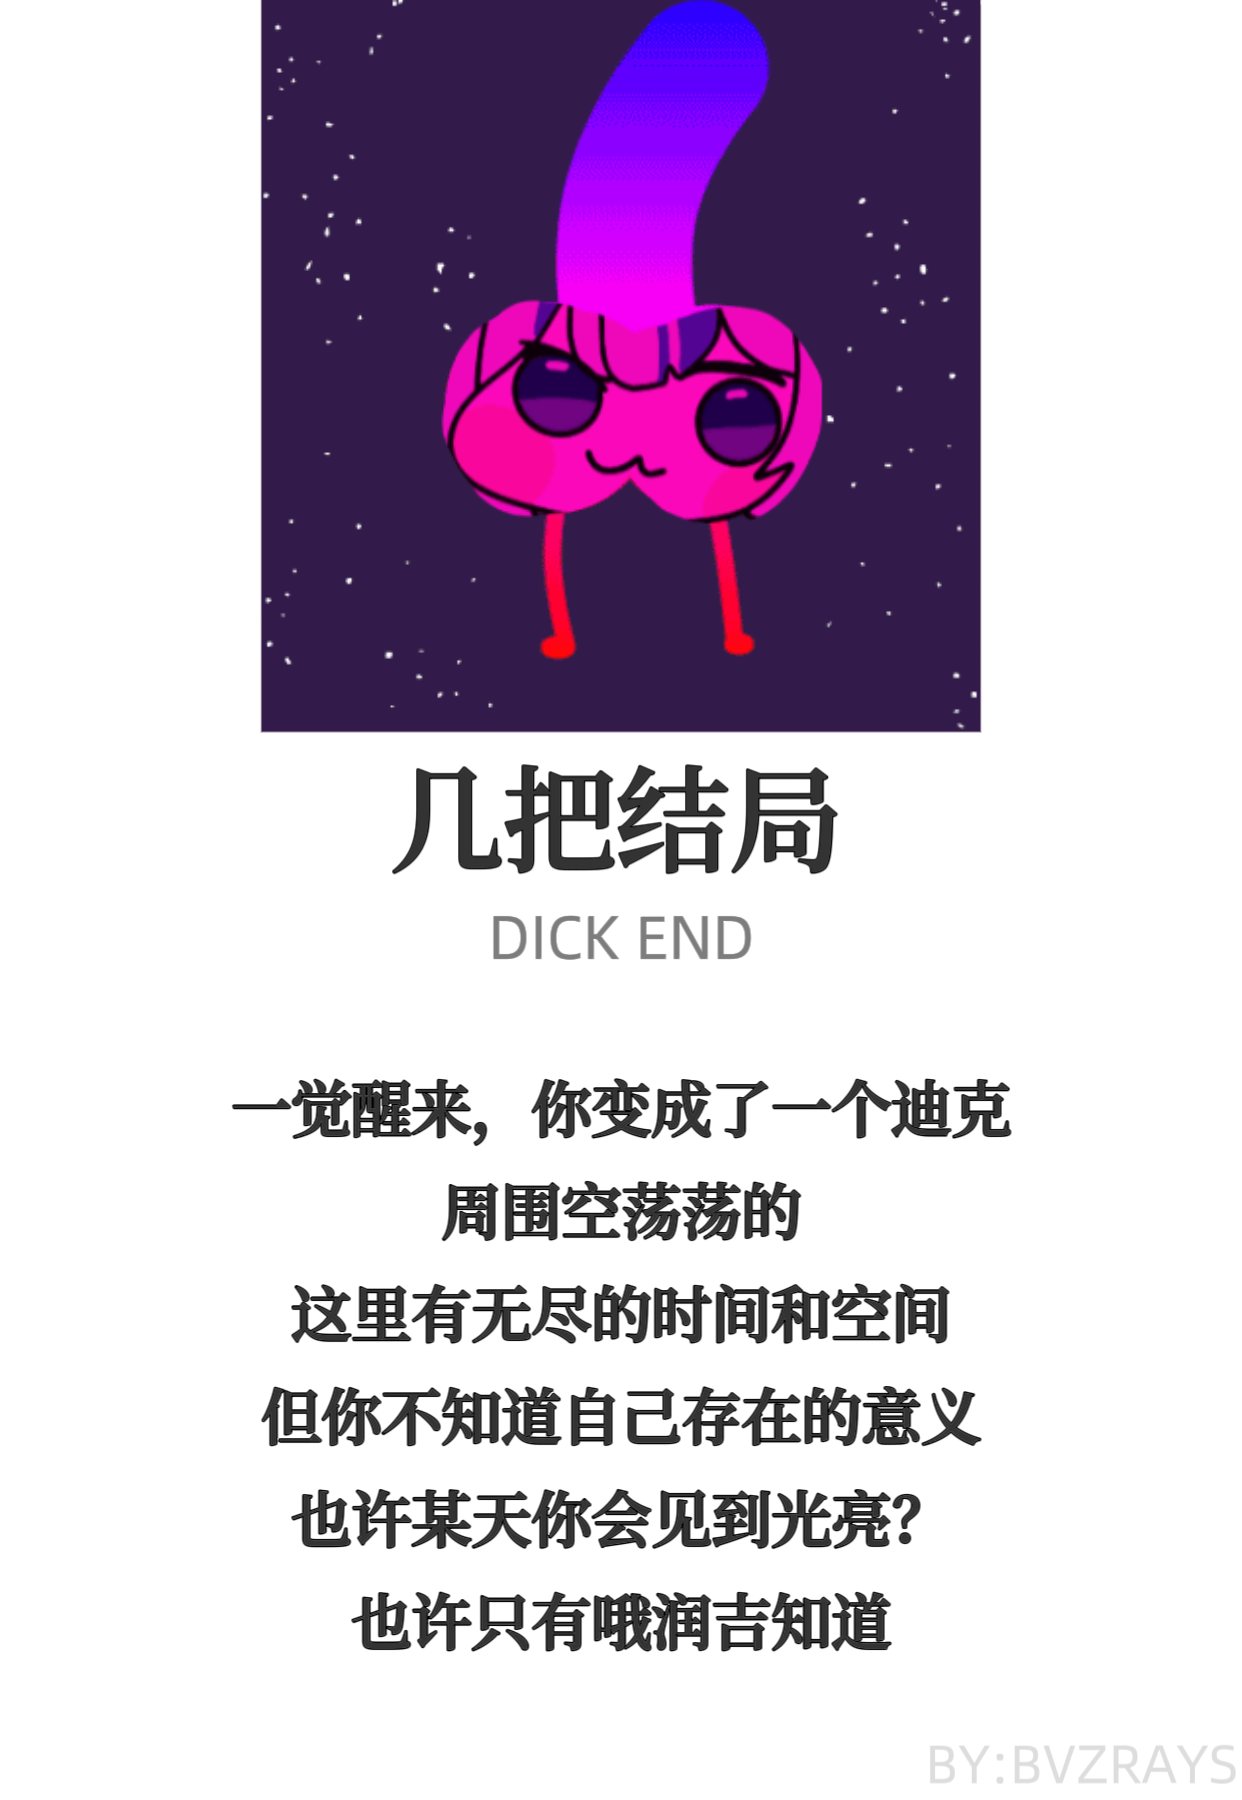 几把结局
DICK END
一觉醒来，你变成了一个迪克
周围空荡荡的
这里有无尽的时间和空间
但你不知道自己存在的意义
也许某天你会见到光亮？
也许只有哦润吉知道
BY:BVZRAYS